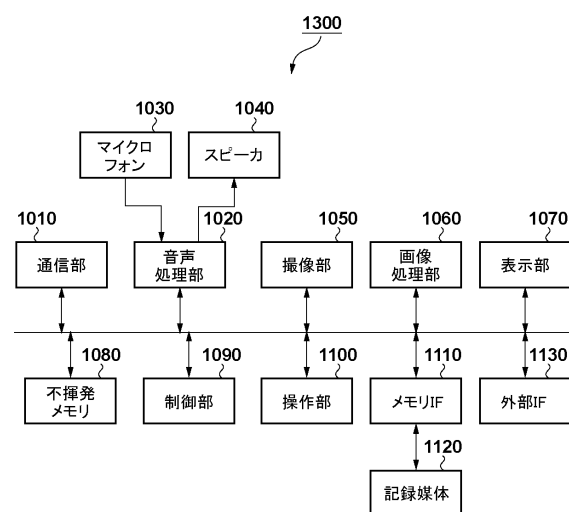 1300
1030
1040
マイクロ
フォン
スピーカ
1010
1020
1050
1060
1070
通信部
音声
処理部
撮像部
画像
処理部
表示部
1080
1090
1100
1110
1130
不揮発
メモリ
制御部
操作部
メモリIF
外部IF
1120
記録媒体